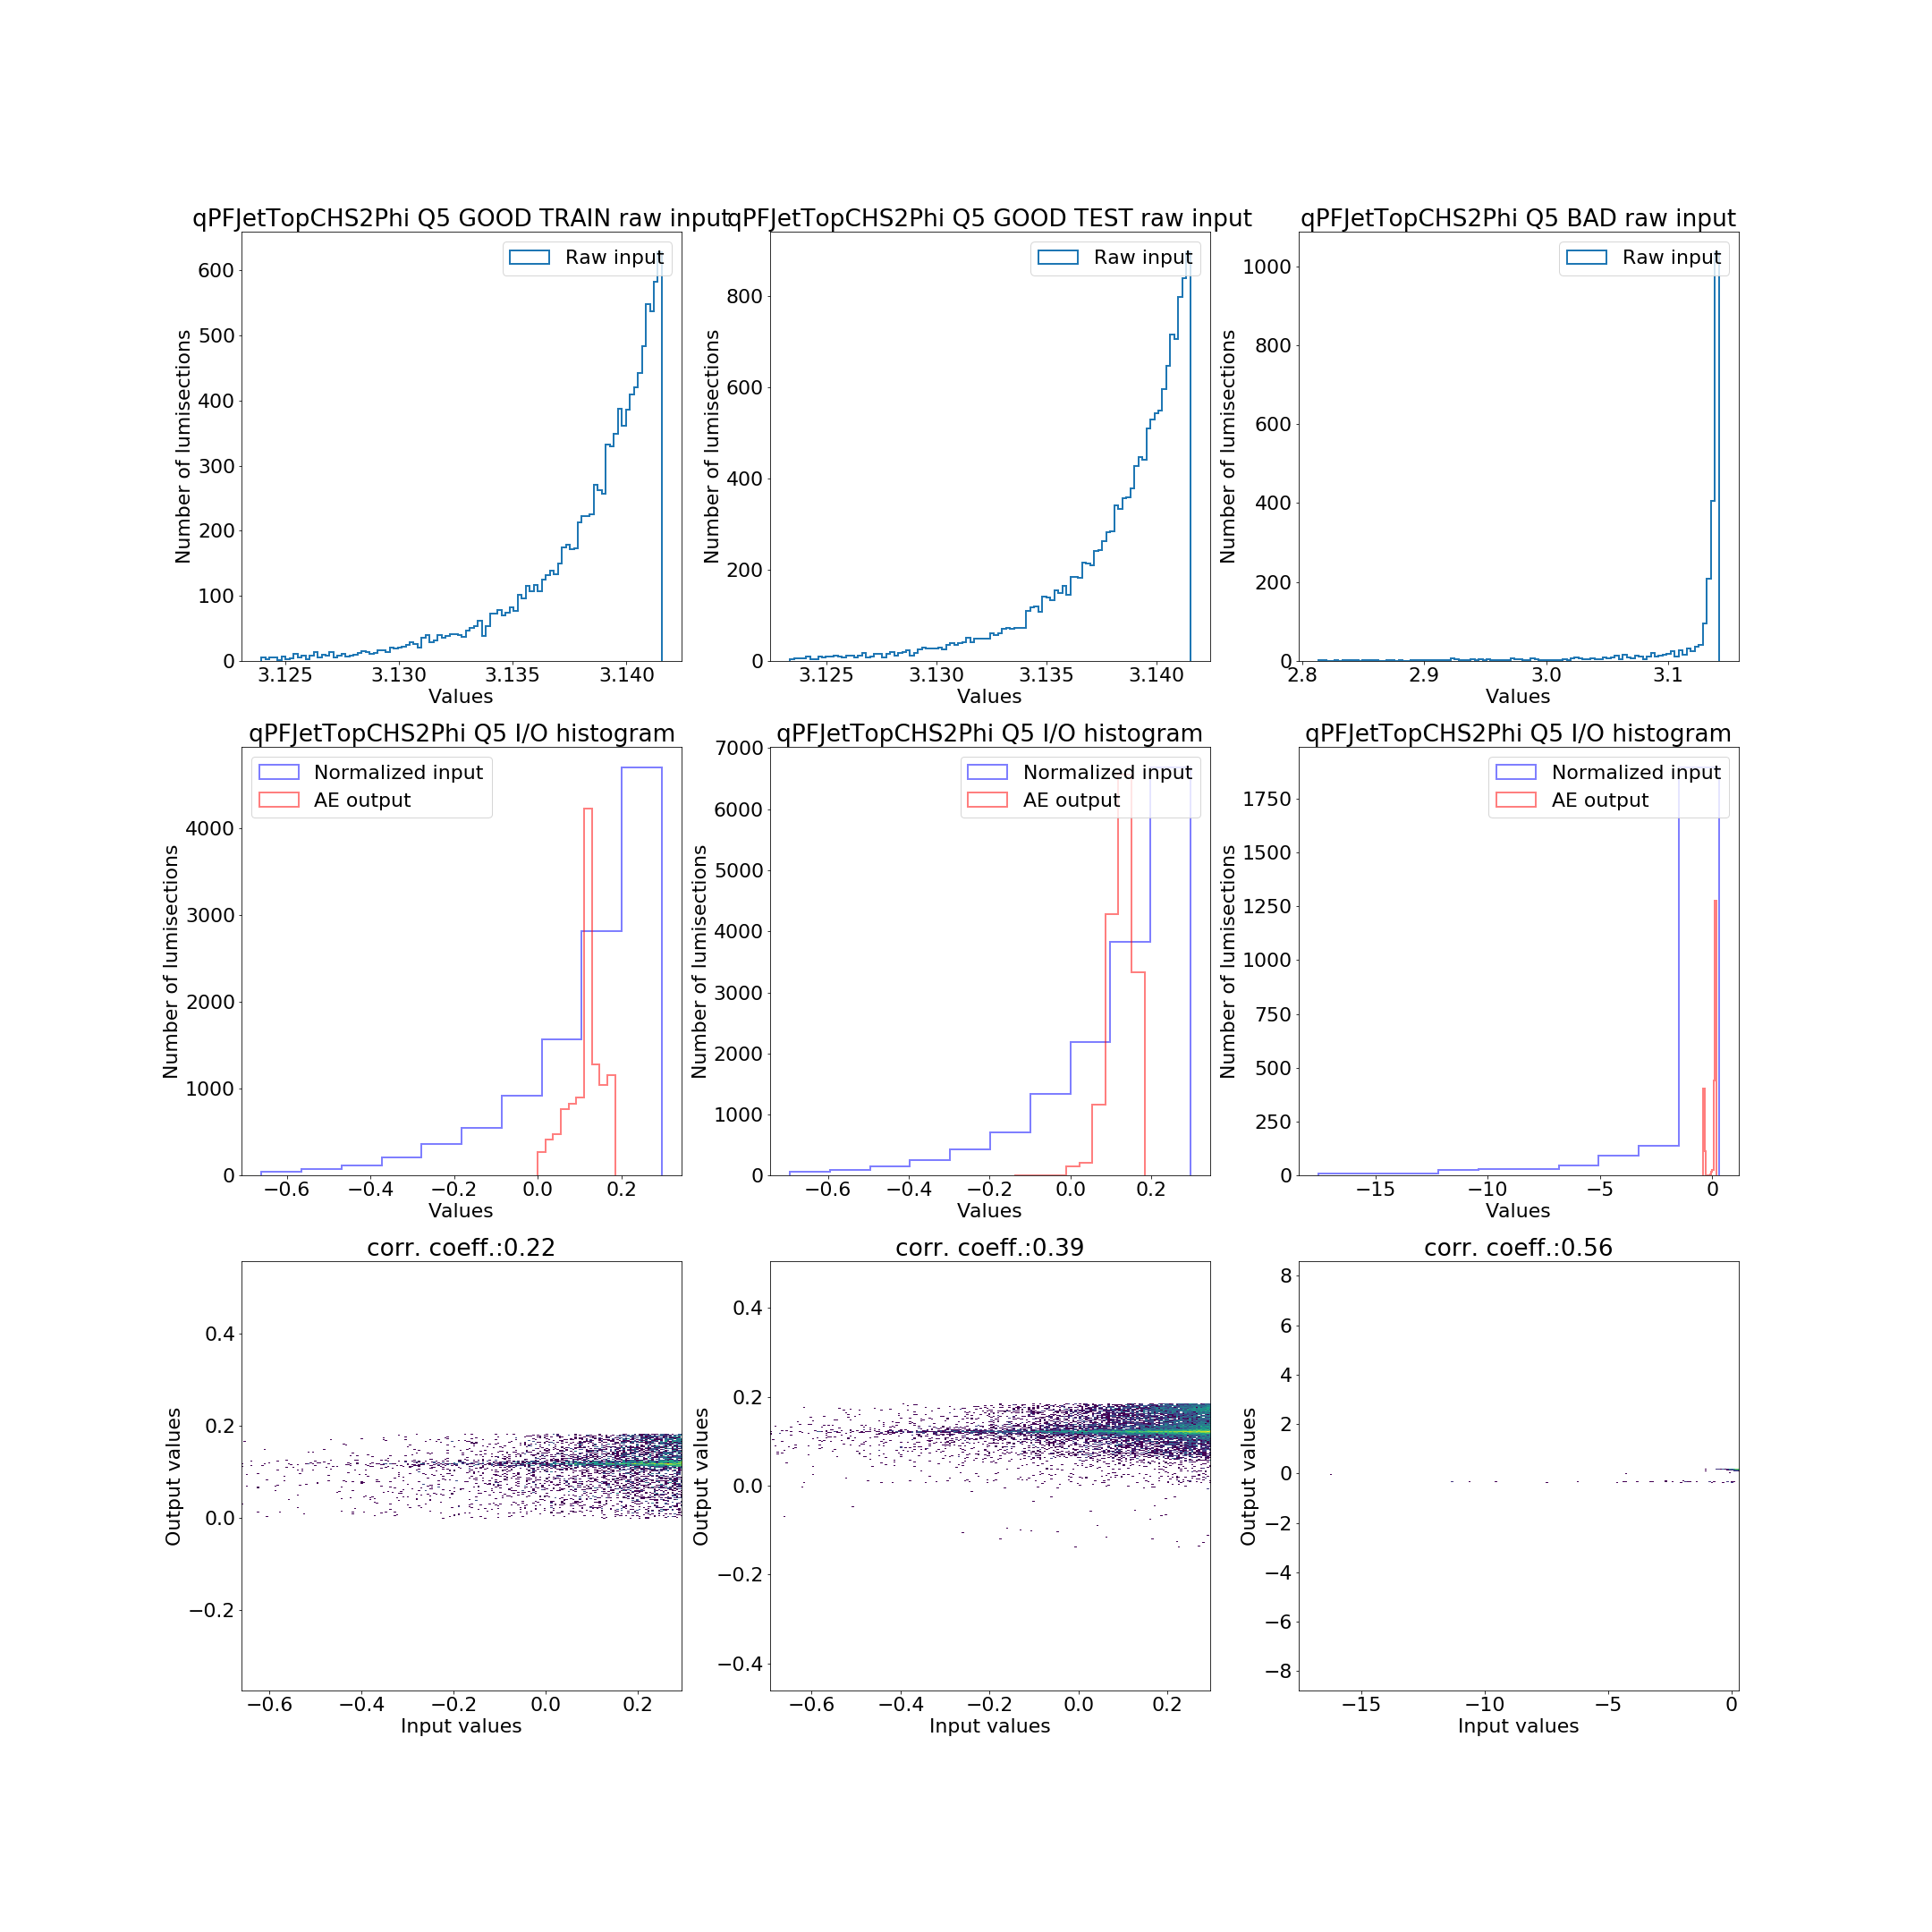 qPFJetTopCHS2Phi Q5 GOOD TRAIN raw input
qPFJetTopCHS2Phi Q5 GOOD TEST raw input
qPFJetTopCHS2Phi Q5 BAD raw input
Raw input
Raw input
Raw input
Number of lumisections
0
100
200
300
400
500
600
3.125
3.130
3.135
3.140
Values
Number of lumisections
0
200
400
600
800
3.125
3.130
3.135
3.140
Values
Number of lumisections
0
200
400
600
800
1000
2.8
2.9
3.0
3.1
Values
qPFJetTopCHS2Phi Q5 I/O histogram
qPFJetTopCHS2Phi Q5 I/O histogram
qPFJetTopCHS2Phi Q5 I/O histogram
Normalized input
AE output
Normalized input
AE output
Normalized input
AE output
Number of lumisections
0
1000
2000
3000
4000
−0.6
−0.4
−0.2
0.0
0.2
Values
Number of lumisections
0
1000
2000
3000
4000
5000
6000
7000
−0.6
−0.4
−0.2
0.0
0.2
Values
Number of lumisections
0
250
500
750
1000
1250
1500
1750
−15
−10
−5
0
Values
corr. coeff.:0.22
corr. coeff.:0.39
corr. coeff.:0.56
Output values
−0.2
0.0
0.2
0.4
−0.6
−0.4
−0.2
0.0
0.2
Input values
Output values
−0.4
−0.2
0.0
0.2
0.4
−0.6
−0.4
−0.2
0.0
0.2
Input values
Output values
−8
−6
−4
−2
0
2
4
6
8
−15
−10
−5
0
Input values